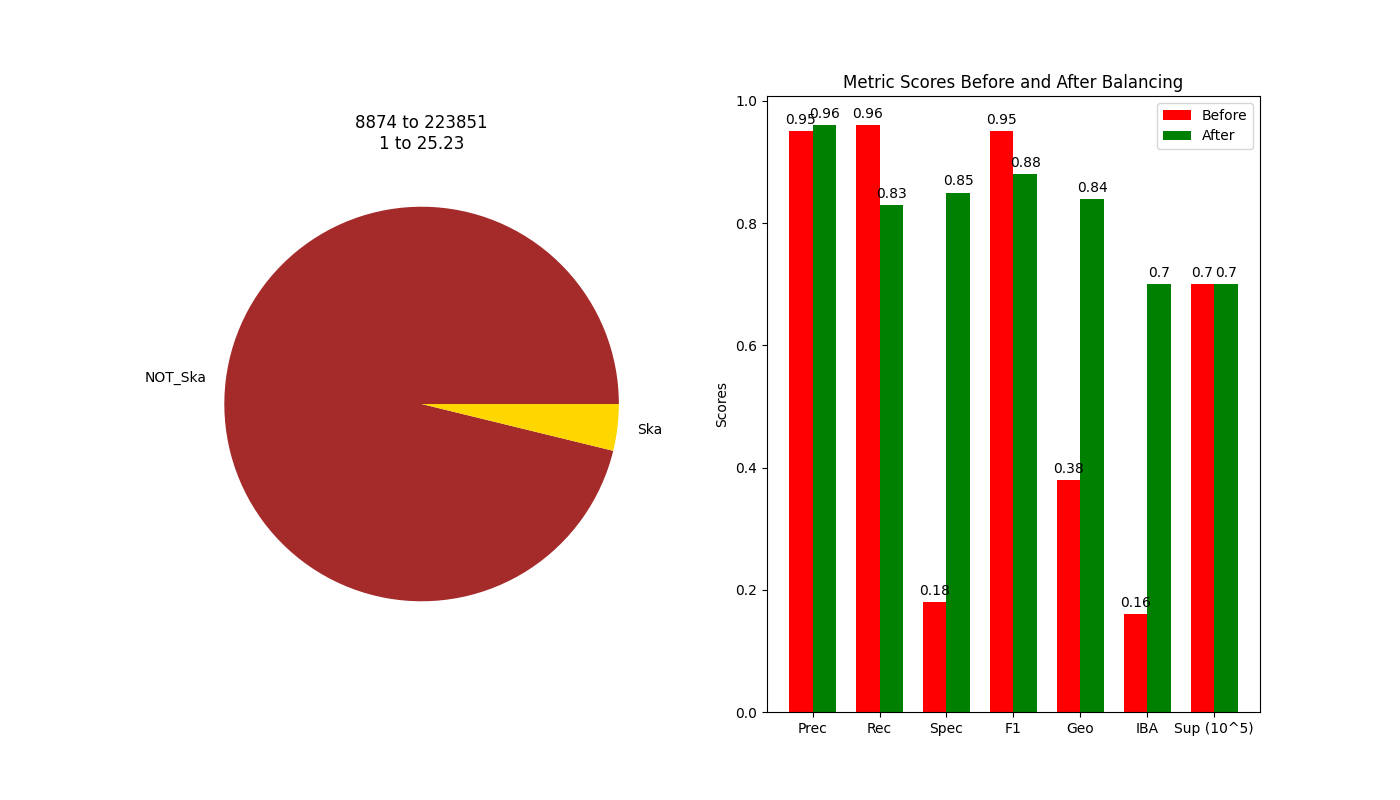 8874 to 223851
1 to 25.23
NOT_Ska
Ska
Metric Scores Before and After Balancing
Before
After
Scores
1.0
0.8
0.6
0.4
0.2
0.0
0.95
0.96
0.96
0.83
0.18
0.85
0.95
0.88
0.38
0.84
0.16
0.7
0.7
0.7
Prec
Rec
Spec
F1
Geo
IBA
Sup (10^5)